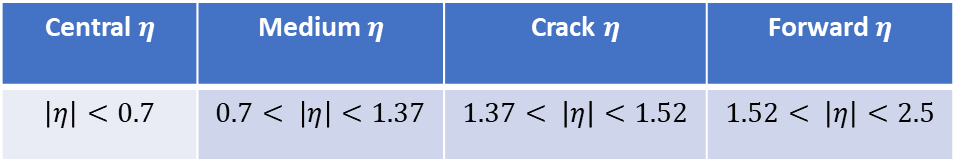 Central η Medium η Crack η Forward η
|η| < 0.7 0.7 < |η| < 1.37 1.37 < |η| < 1.52 1.52 < |η| < 2.5